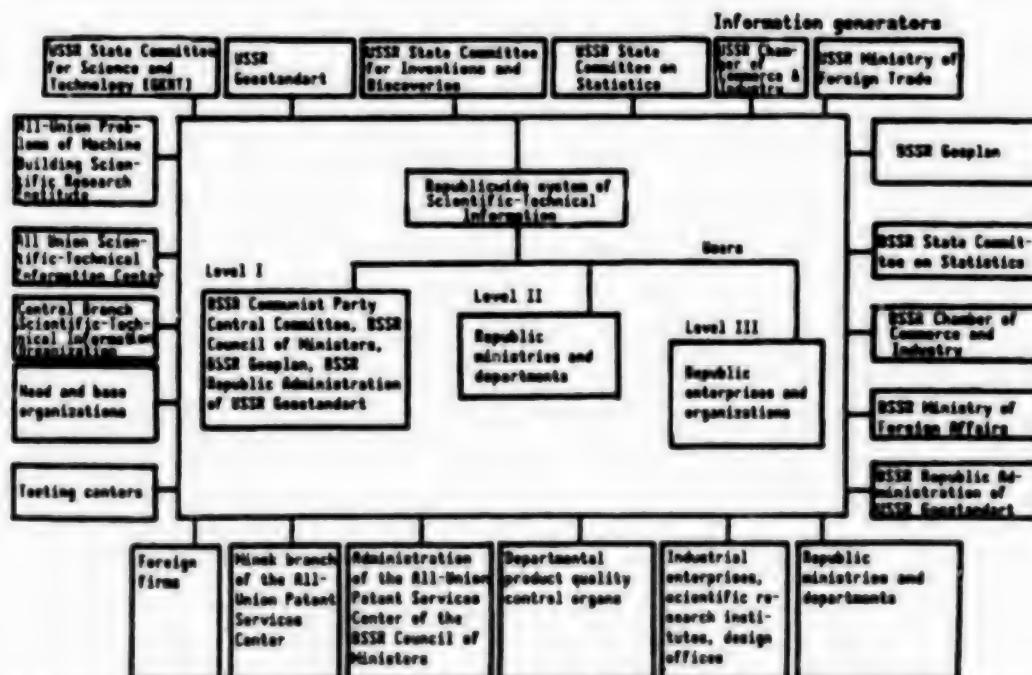 Information generators
USSR State Committee
for Science and
Technology [GKNT]
USSR
Gosstandart
USSR State Committee
for Inventions and
Discoveries
USSR State
Committee on
Statistics
USSR Cham-
ber of
Commerce &
Industry
USSR Ministry of
Foreign Trade
All-Union Prob-
lems of Machine
Building Scien-
tific Research
Institute
All Union Scien-
tific-Technical
Information Center
Central Branch
Scientific-Tech-
nical Information
Organization
Head and base
organizations
Testing centers
Republicwide system of
Scientific-Technical
Information
Users
Level I
BSSR Communist Party
Central Committee, BSSR
Council of Ministers,
BSSR Gosplan, BSSR
Republic Administration
of USSR Gosstandart
Level II
Republic
ministries and
departments
Level III
Republic
enterprises and
organizations
BSSR Gosplan
BSSR State Commit-
tee on Statistics
BSSR Chamber of
Commerce and
Industry
BSSR Ministry of
Foreign Affairs
BSSR Republic Ad-
ministration of
USSR Gosstandart
Foreign
firms
Minsk branch
of the All-
Union Patent
Services
Center
Administration
of the All-Union
Patent Services
Center of the
BSSR Council of
Ministers
Departmental
product quality
control organs
Industrial
enterprises,
scientific re-
search insti-
tutes, design
offices
Republic
ministries and
departments